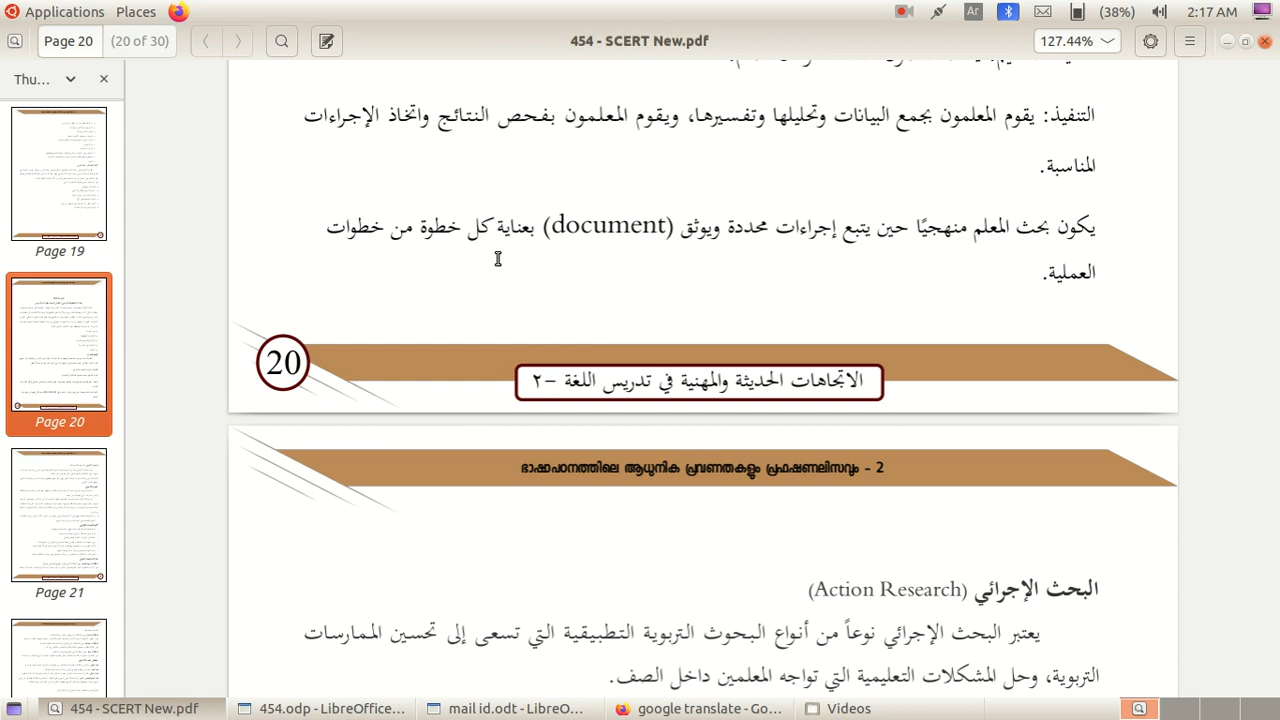 Applications Places Ar (38%) 2:17 AM
Page 20 (20 of 30) 454 - SCERT New.pdf 127.44%
Thu...
التنفيذ: يقوم المعلمون بجمع البيانات وتحليلها وتفسيرها، ويقوم المعلمون بفحص النتائج واتخاذ الإجراءات
المناسبة.
يكون بحث المعلم منهجيًا حين يتبع إجراءات محددة ويوثق (document) بعناية كل خطوة من خطوات
العملية.
20
الاتجاهات الحديثة والمهنية في تدريس اللغة -٢
ഭാഷാപഠനത്തിലെ ആധുനിക പ്രവണതകളും പ്രഫഷണലിസവും - 2
البحث الإجرائي (Action Research)
يعتبر البحث الإجرائي نوعاً من أنواع البحوث التربوية التطبيقية التي تسعى إلى تحسين الممارسات
التربوية، وحل المشكلات التعليمية التي تواجه المعلمين داخل الصف.
Page 19
Page 20
Page 21
454 - SCERT New.pdf 454.odp - LibreOffice... mail id.odt - LibreO... google translate - Go... Videos